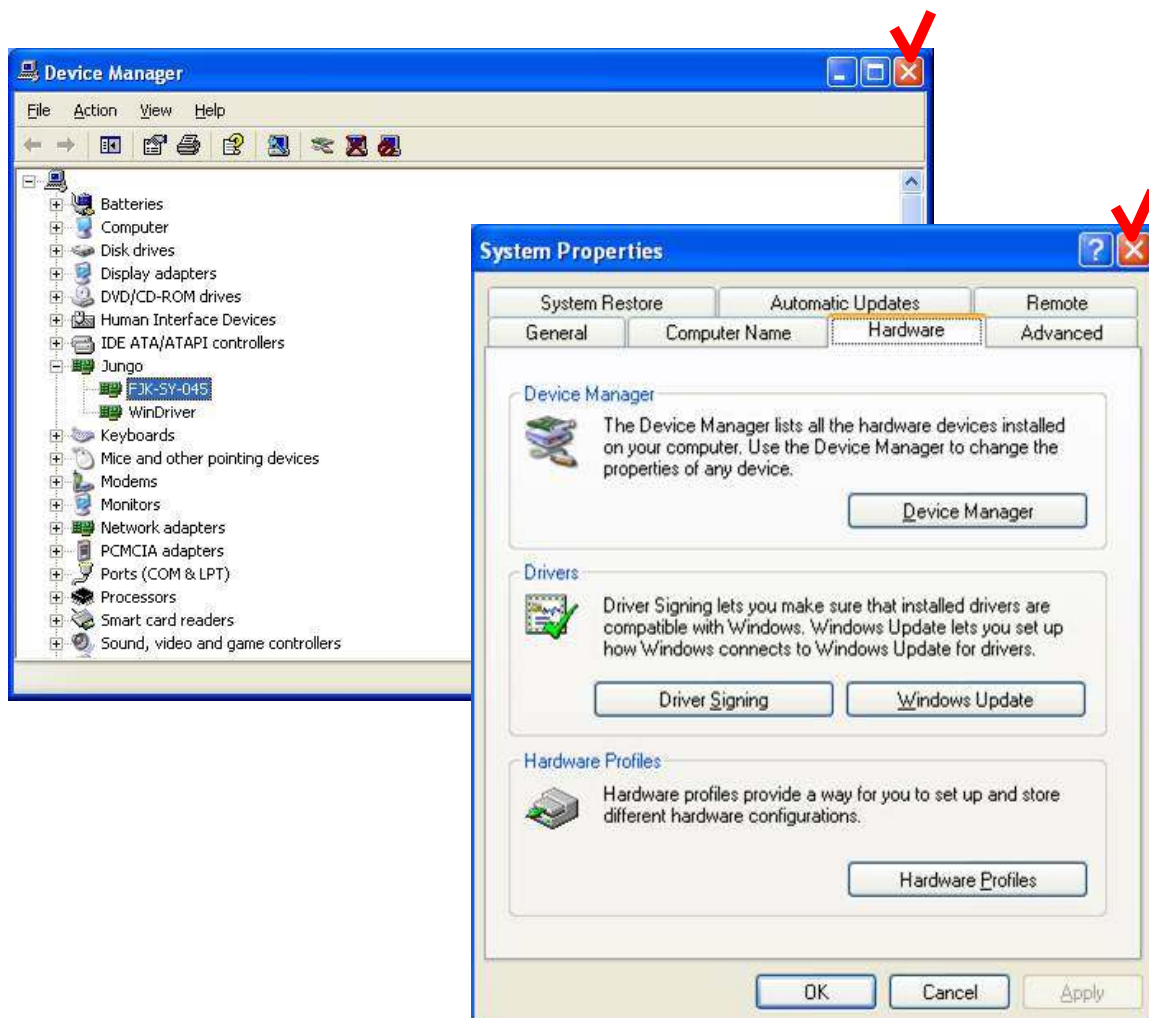 Device Manager
File Action View Help
Batteries
Computer
Disk drives
Display adapters
DVD/CD-ROM drives
Human Interface Devices
IDE ATA/ATAPI controllers
Jungo
FJK-SY-045
WinDriver
Keyboards
Mice and other pointing devices
Modems
Monitors
Network adapters
PCMCIA adapters
Ports (COM & LPT)
Processors
Smart card readers
Sound, video and game controllers
System Properties
System Restore Automatic Updates Remote
General Computer Name Hardware Advanced
Device Manager
The Device Manager lists all the hardware devices installed
on your computer. Use the Device Manager to change the
properties of any device.
Device Manager
Drivers
Driver Signing lets you make sure that installed drivers are
compatible with Windows. Windows Update lets you set up
how Windows connects to Windows Update for drivers.
Driver Signing Windows Update
Hardware Profiles
Hardware profiles provide a way for you to set up and store
different hardware configurations.
Hardware Profiles
OK Cancel Apply